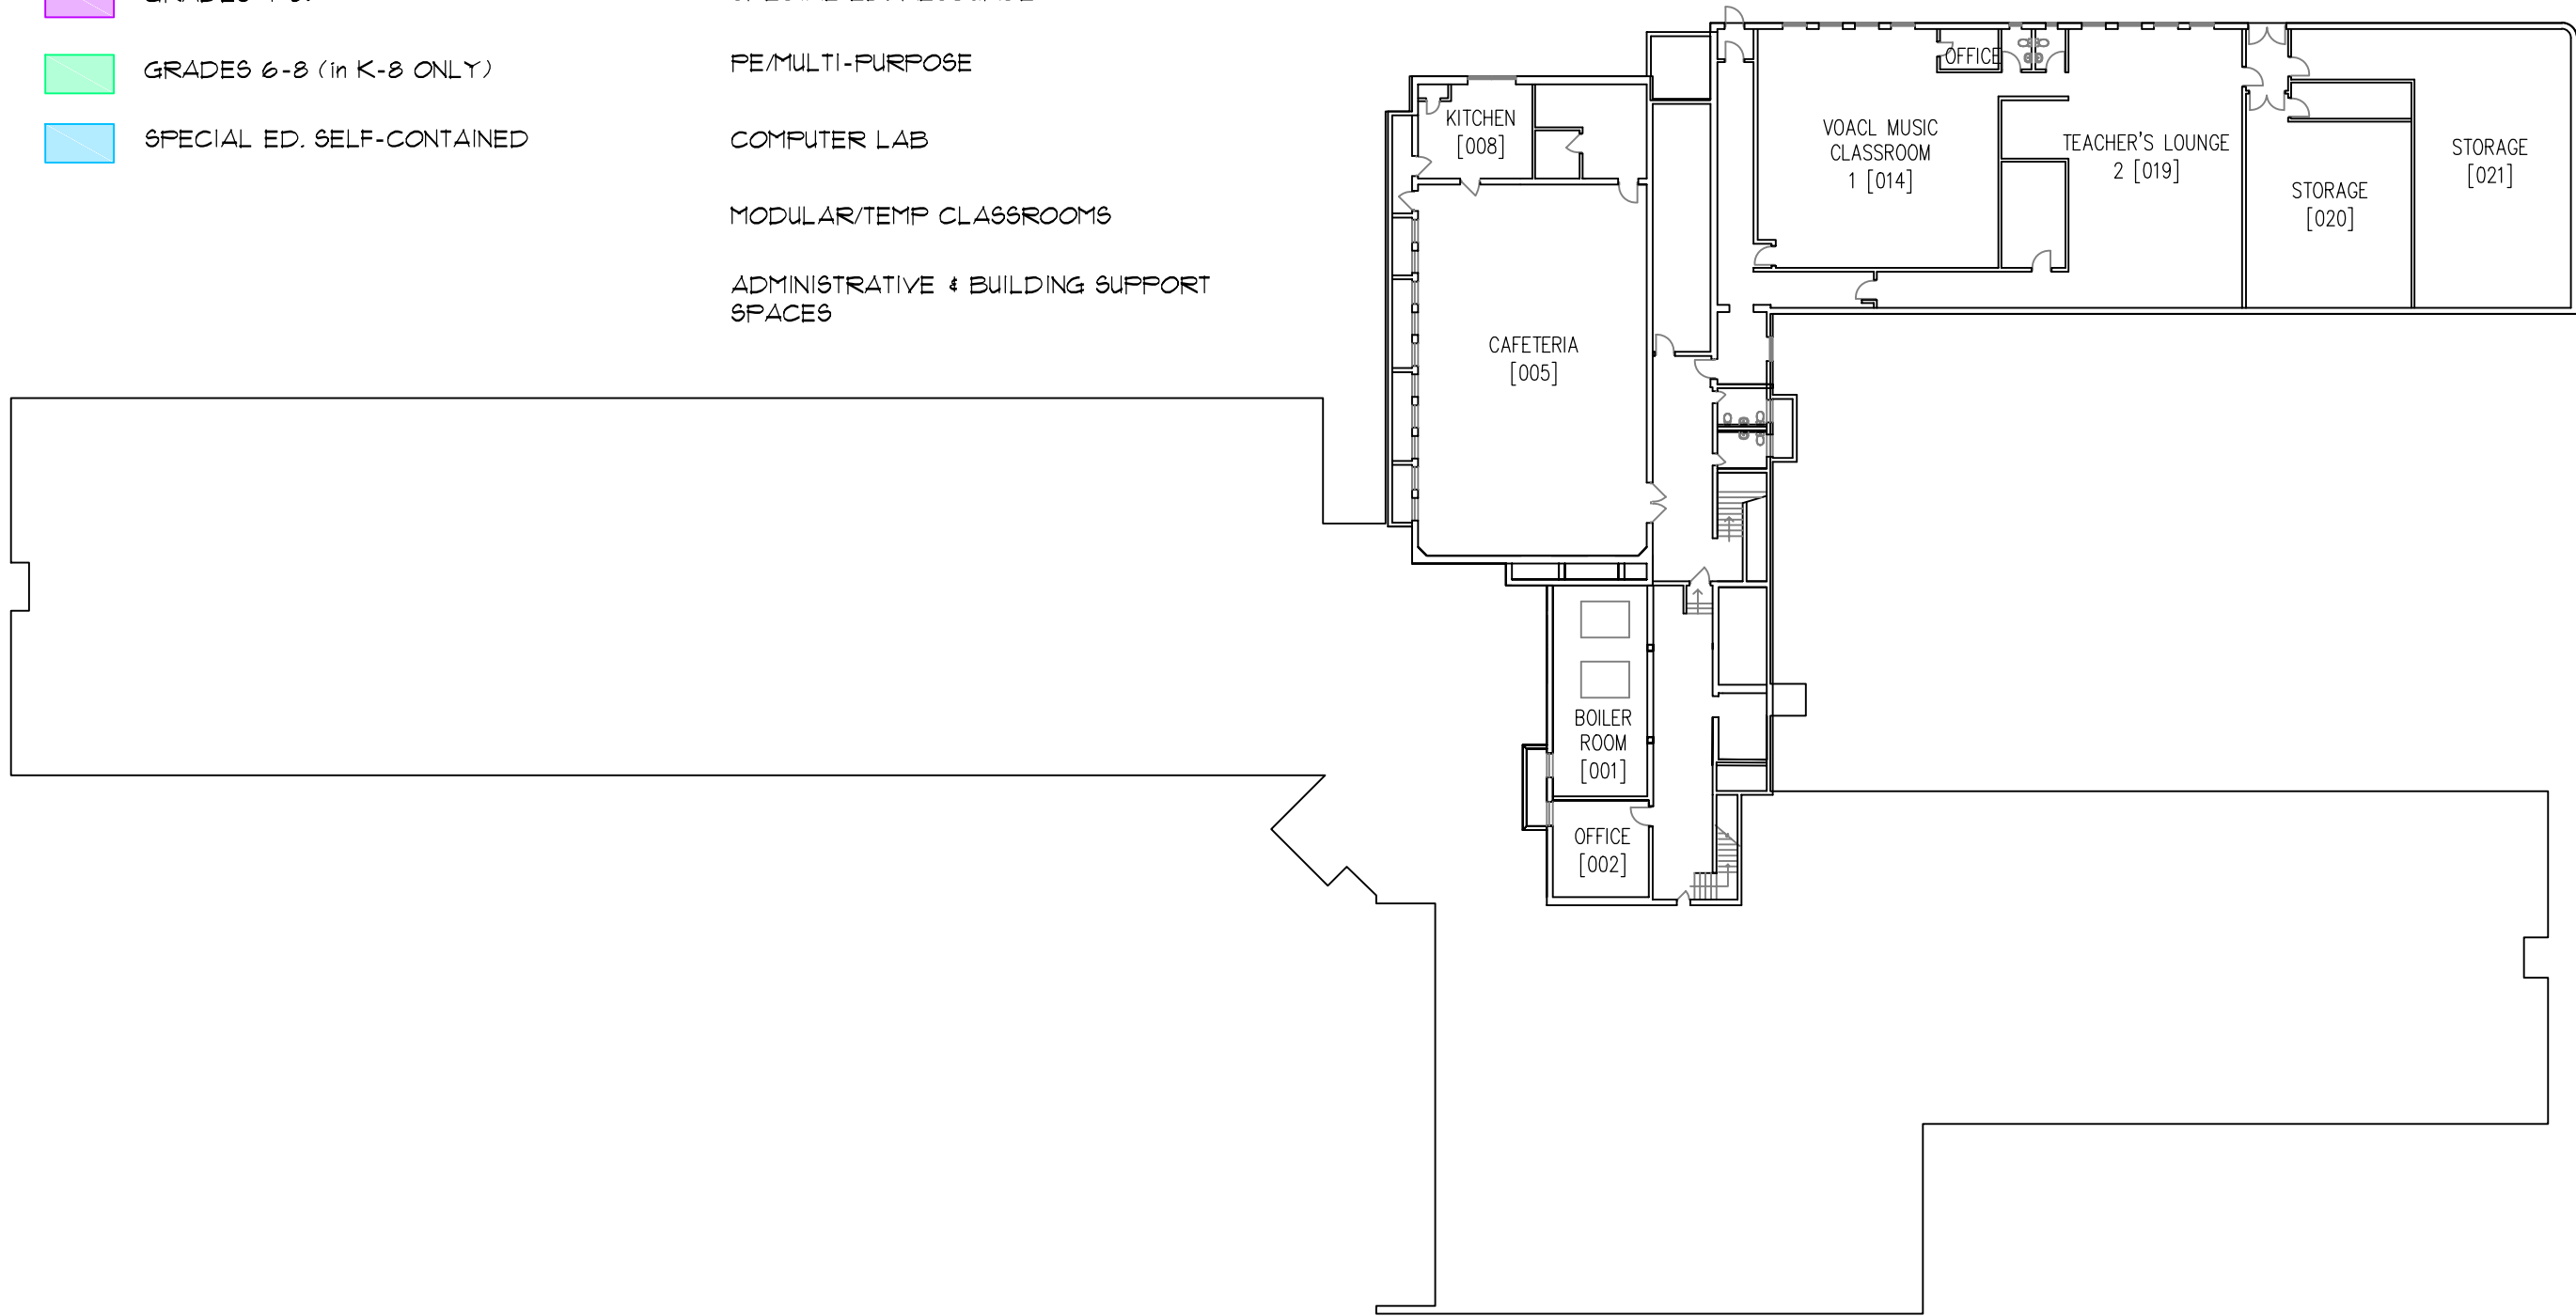 GRADES 6-8 (in K-8 ONLY)
SPECIAL ED. SELF-CONTAINED
PE/MULTI-PURPOSE
COMPUTER LAB
MODULAR/TEMP CLASSROOMS
ADMINISTRATIVE & BUILDING SUPPORT
SPACES
KITCHEN
[008]
CAFETERIA
[005]
OFFICE
VOACL MUSIC
CLASSROOM
1 [014]
TEACHER'S LOUNGE
2 [019]
STORAGE
[020]
STORAGE
[021]
BOILER
ROOM
[001]
OFFICE
[002]